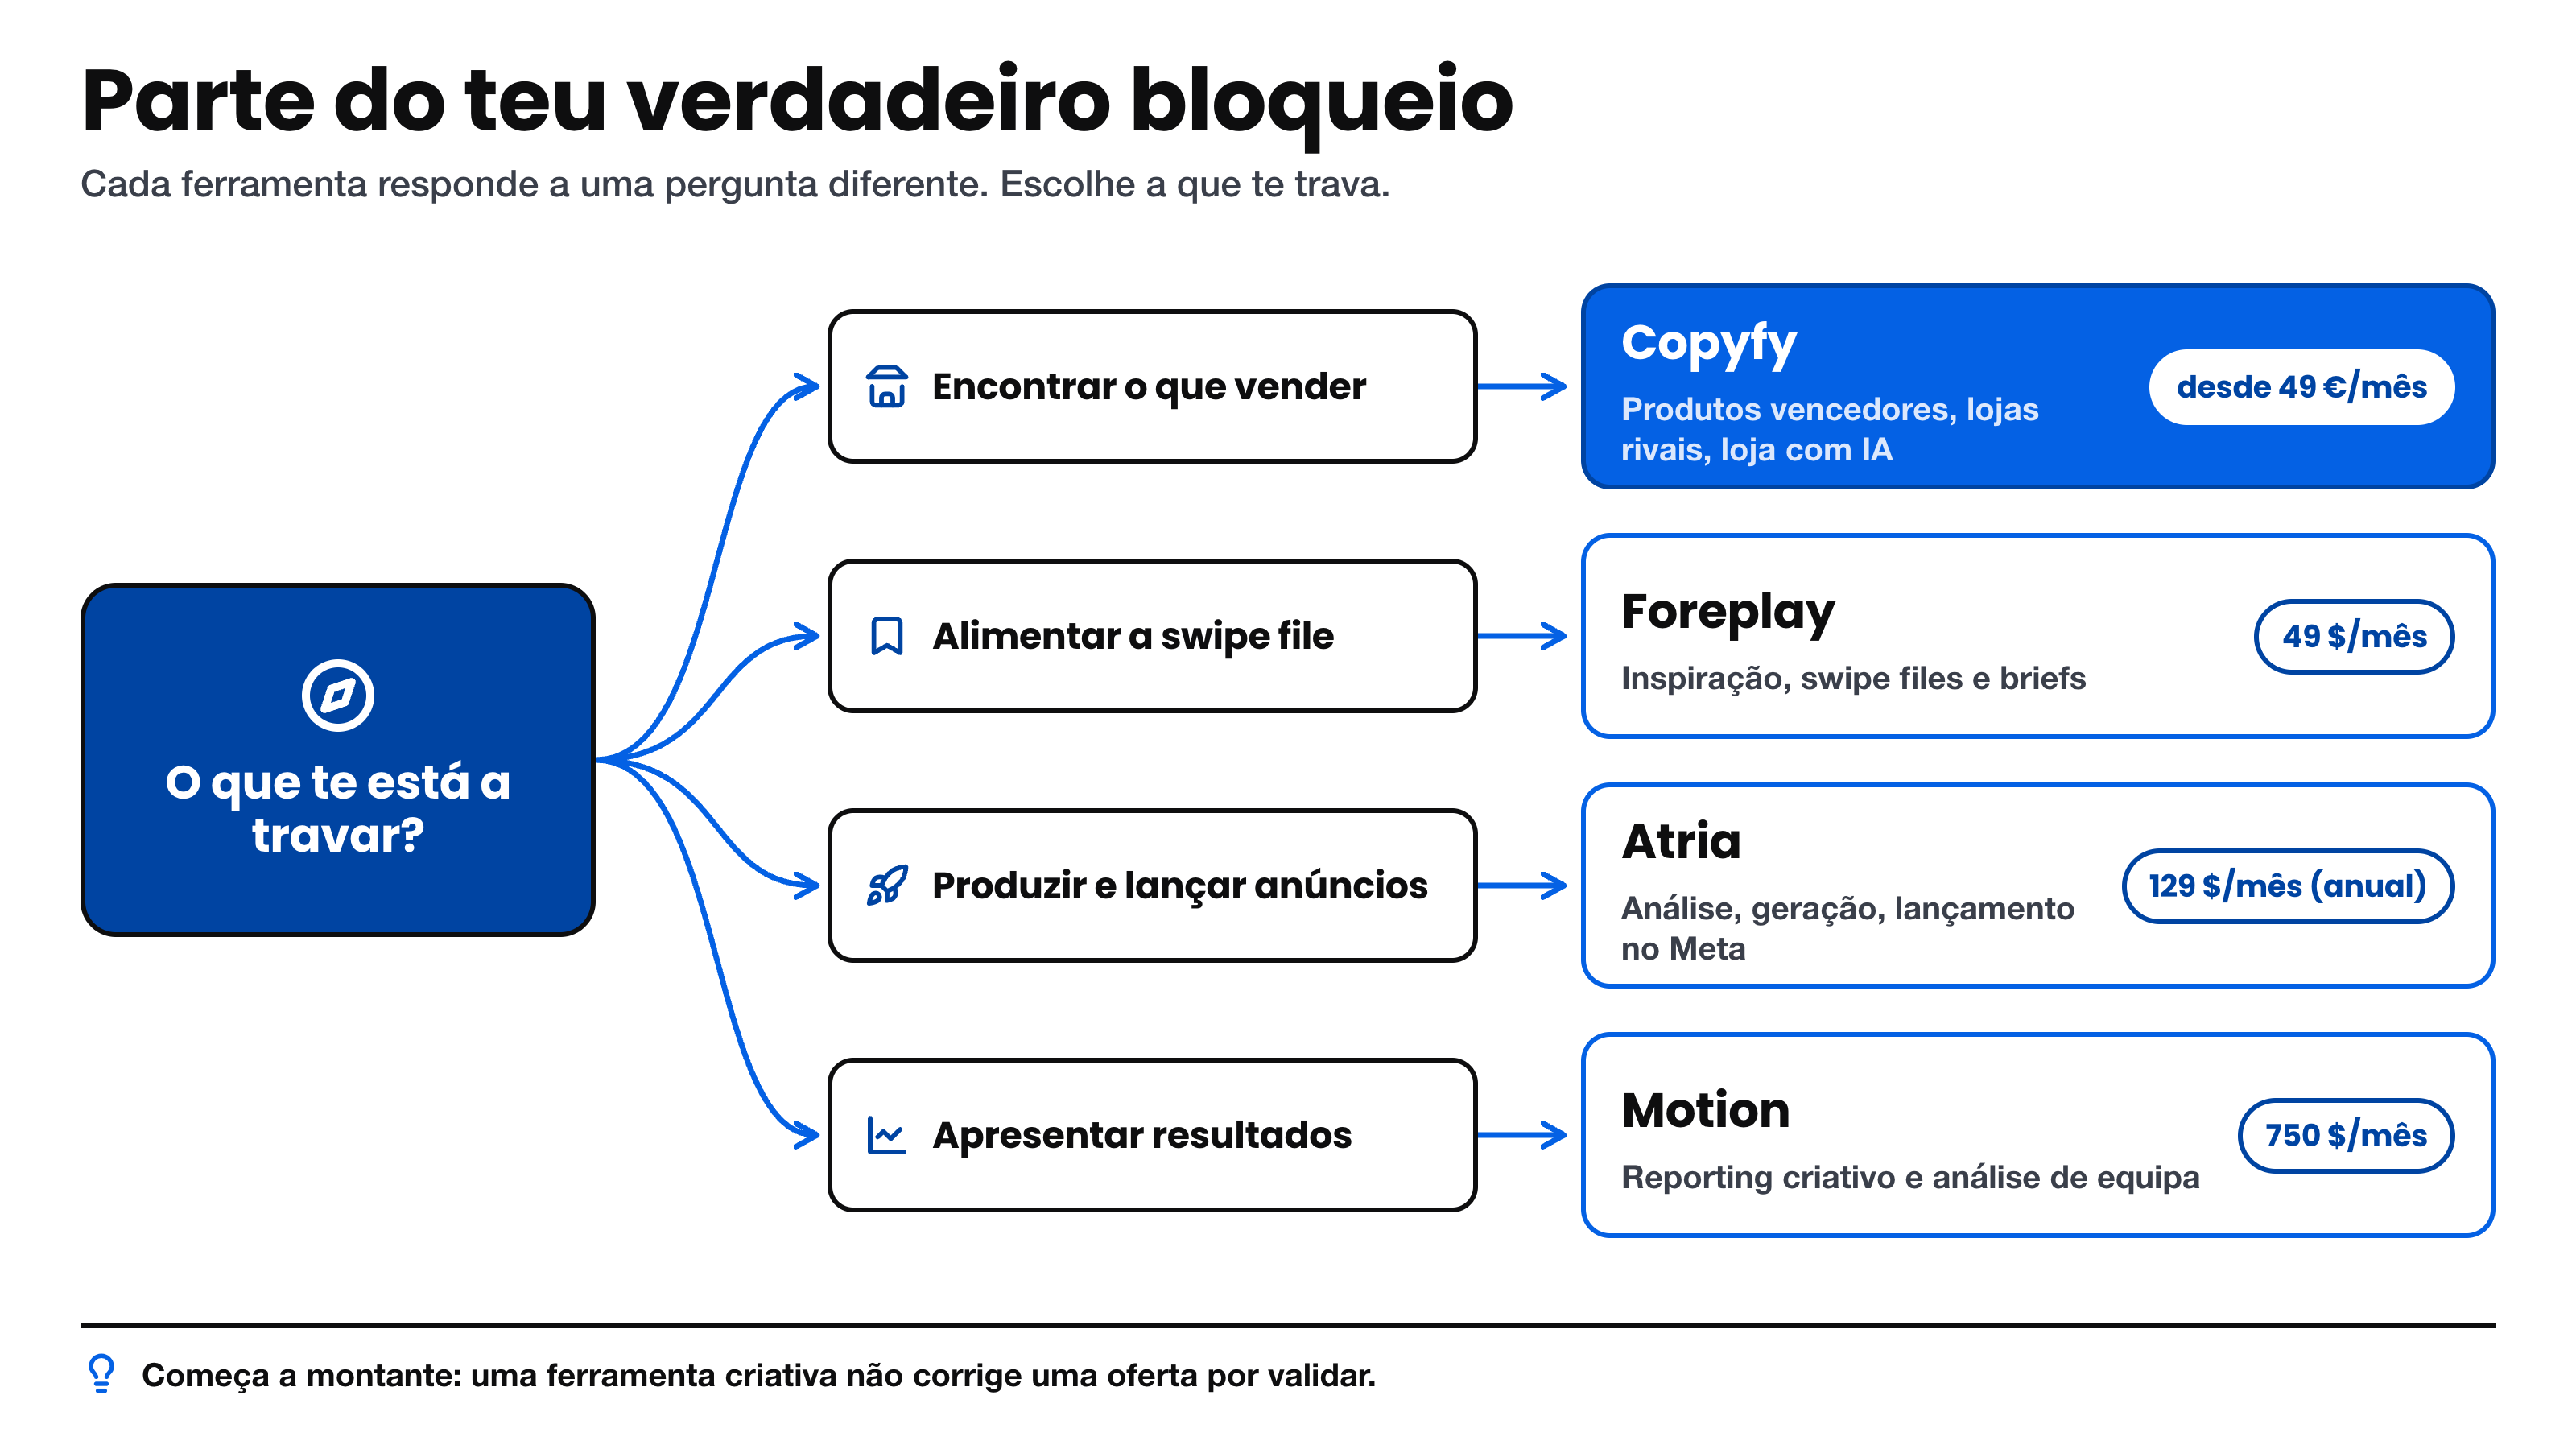 Parte do teu verdadeiro bloqueio
Cada ferramenta responde a uma pergunta diferente. Escolhe a que te trava.
O que te está a
travar?
Encontrar o que vender
Copyfy
Produtos vencedores, lojas
rivais, loja com IA
desde 49 €/mês
Alimentar a swipe file
Foreplay
Inspiração, swipe files e briefs
49 $/mês
Produzir e lançar anúncios
Atria
Análise, geração, lançamento
no Meta
129 $/mês (anual)
Apresentar resultados
Motion
Reporting criativo e análise de equipa
750 $/mês
Começa a montante: uma ferramenta criativa não corrige uma oferta por validar.